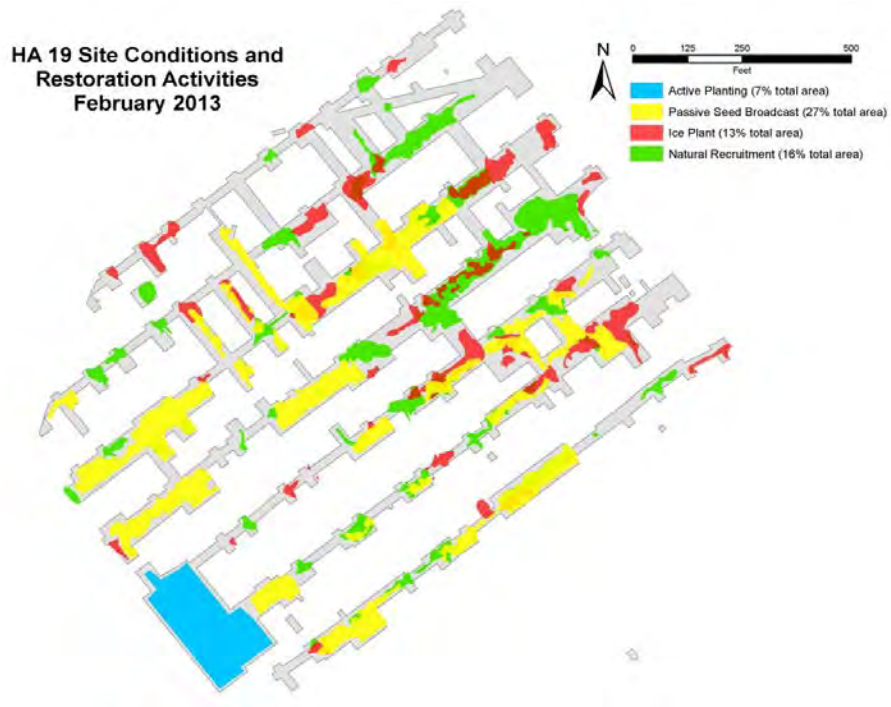 HA 19 Site Conditions and
Restoration Activities
February 2013
N
0 125 250 500
Feet
Active Planting (7% total area)
Passive Seed Broadcast (27% total area)
Ice Plant (13% total area)
Natural Recruitment (16% total area)